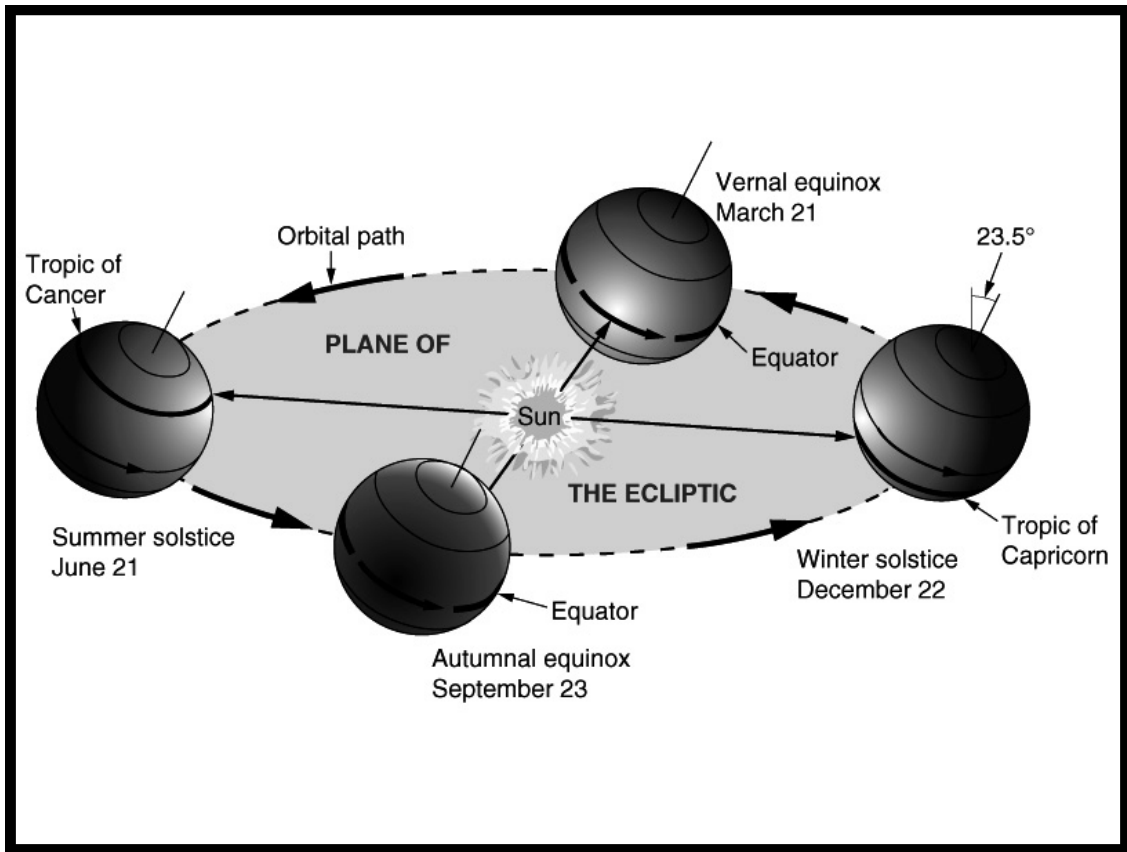 Vernal equinox
March 21
23.5°
Orbital path
Tropic of
Cancer
PLANE OF
Equator
Sun
THE ECLIPTIC
Tropic of
Capricorn
Summer solstice
June 21
Winter solstice
December 22
Equator
Autumnal equinox
September 23